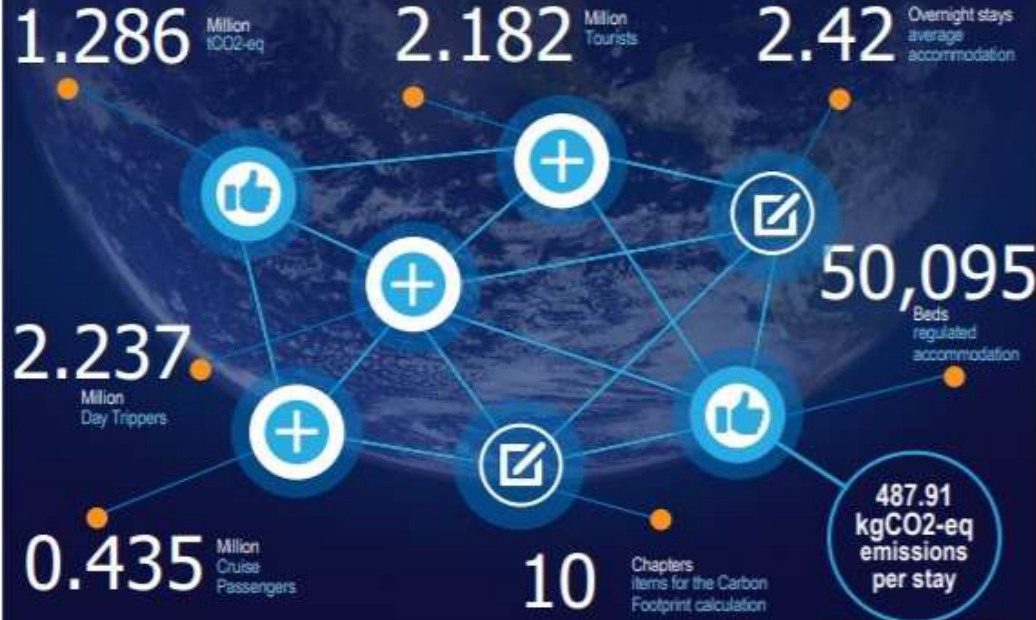 1.286
Million
tCO2-eq
2.182
Million
Tourists
2.42
Overnight stays
average
accommodation
50,095
Beds
regulated
accommodation
2.237
Million
Day Trippers
0.435
Million
Cruise
Passengers
10
Chapters
items for the Carbon
Footprint calculation
487.91
kgCO2-eq
emissions
per stay